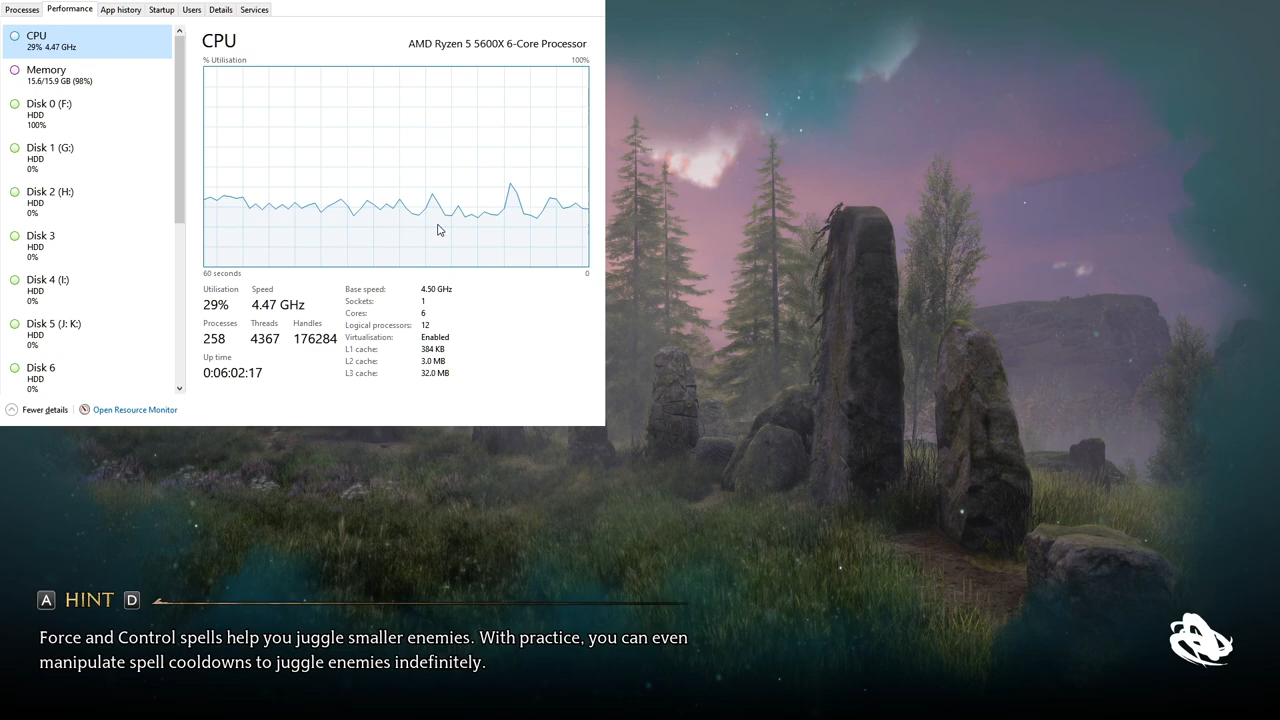 Processes Performance App history Startup Users Details Services
CPU
29% 4.47 GHz
Memory
15.6/15.9 GB (98%)
Disk 0 (F:)
HDD
100%
Disk 1 (G:)
HDD
0%
Disk 2 (H:)
HDD
0%
Disk 3
HDD
0%
Disk 4 (I:)
HDD
0%
Disk 5 (J: K:)
HDD
0%
Disk 6
HDD
0%
CPU AMD Ryzen 5 5600X 6-Core Processor
% Utilisation 100%
60 seconds 0
Utilisation Speed
29% 4.47 GHz
Processes Threads Handles
258 4367 176284
Up time
0:06:02:17
Base speed: 4.50 GHz
Sockets: 1
Cores: 6
Logical processors: 12
Virtualisation: Enabled
L1 cache: 384 KB
L2 cache: 3.0 MB
L3 cache: 32.0 MB
Fewer details Open Resource Monitor
A HINT D
Force and Control spells help you juggle smaller enemies. With practice, you can even
manipulate spell cooldowns to juggle enemies indefinitely.